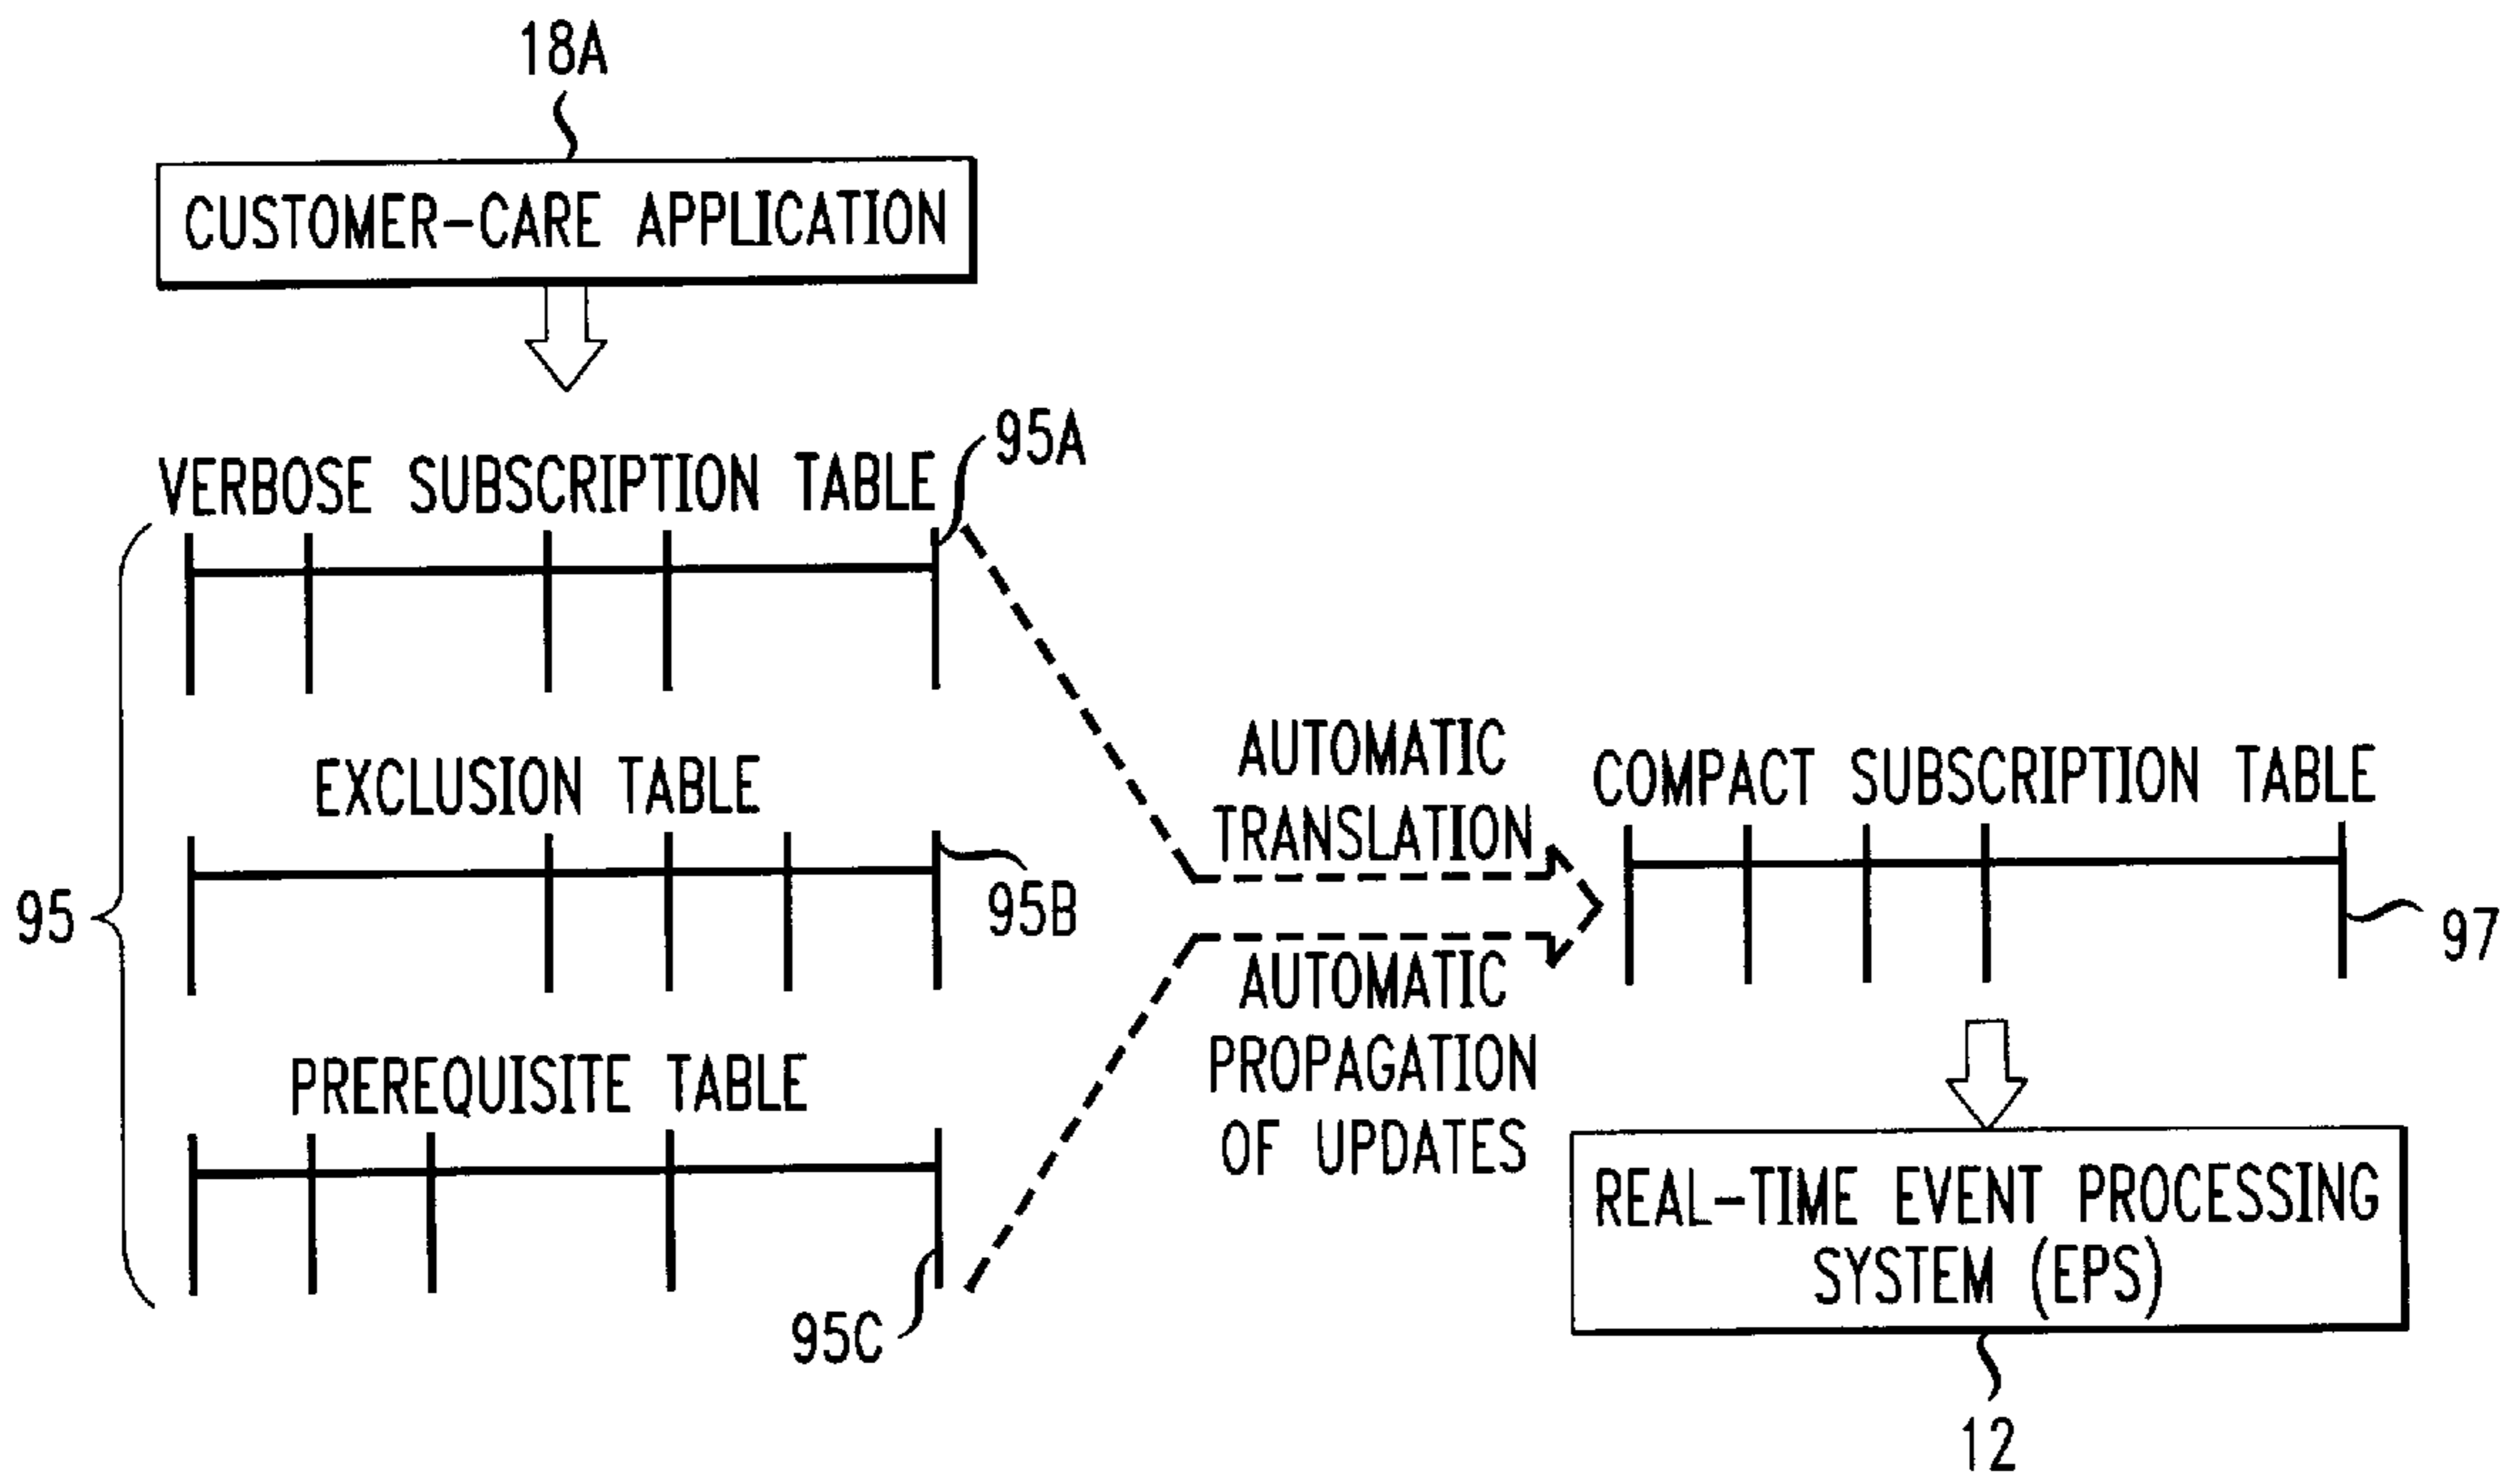 18A
CUSTOMER-CARE APPLICATION
95A
VERBOSE SUBSCRIPTION TABLE
EXCLUSION TABLE
95B
95
PREREQUISITE TABLE
95C
AUTOMATIC
TRANSLATION
AUTOMATIC
PROPAGATION
OF UPDATES
COMPACT SUBSCRIPTION TABLE
97
REAL-TIME EVENT PROCESSING
SYSTEM (EPS)
12